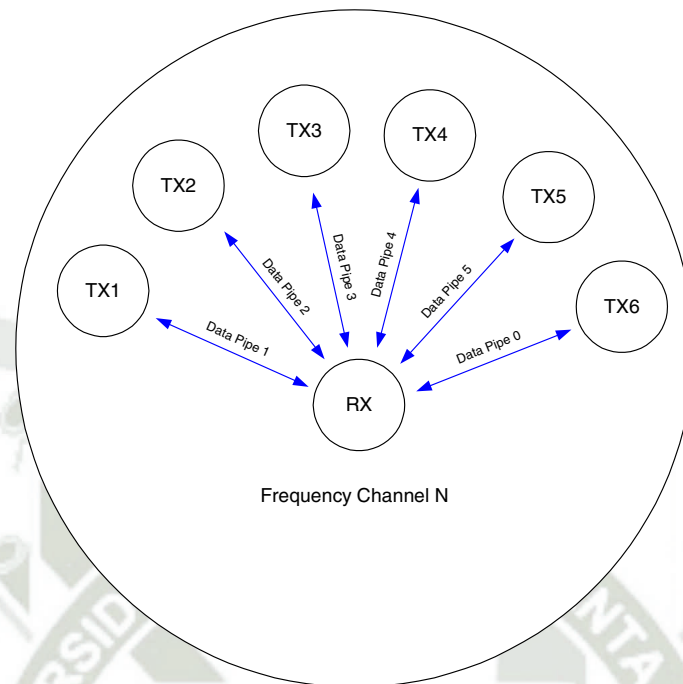 TX3
TX4
TX2
TX5
TX1
TX6
Data Pipe 1
Data Pipe 2
Data Pipe 3
Data Pipe 4
Data Pipe 5
Data Pipe 0
RX
Frequency Channel N